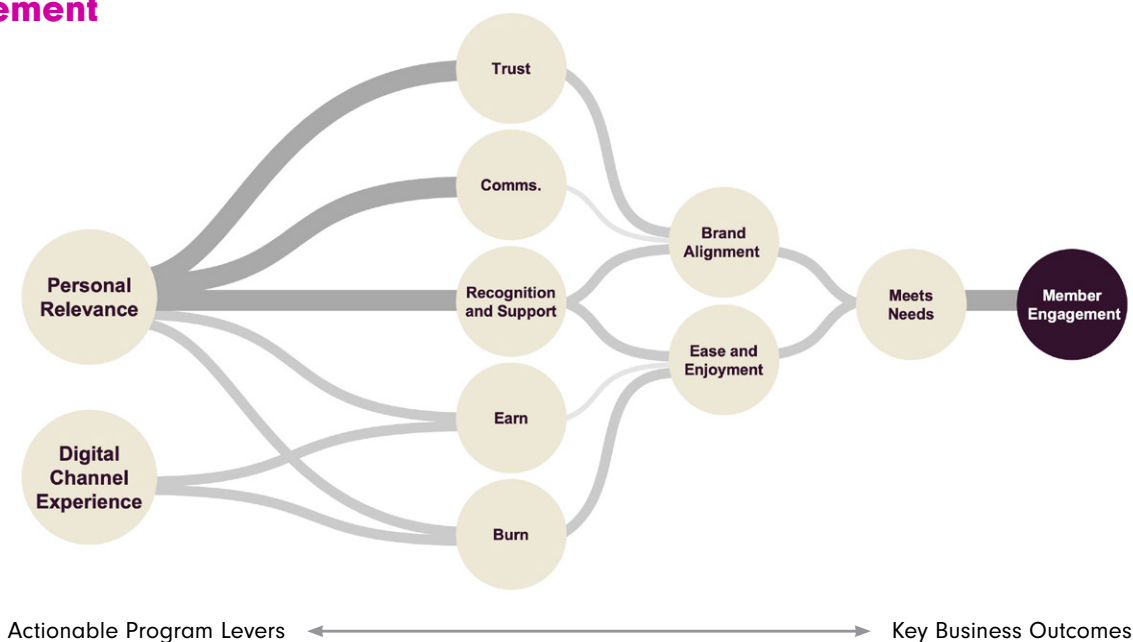 ement
Trust
Comms.
Personal
Relevance
Recognition
and Support
Brand
Alignment
Meets
Needs
Member
Engagement
Ease and
Enjoyment
Earn
Digital
Channel
Experience
Burn
Actionable Program Levers
Key Business Outcomes